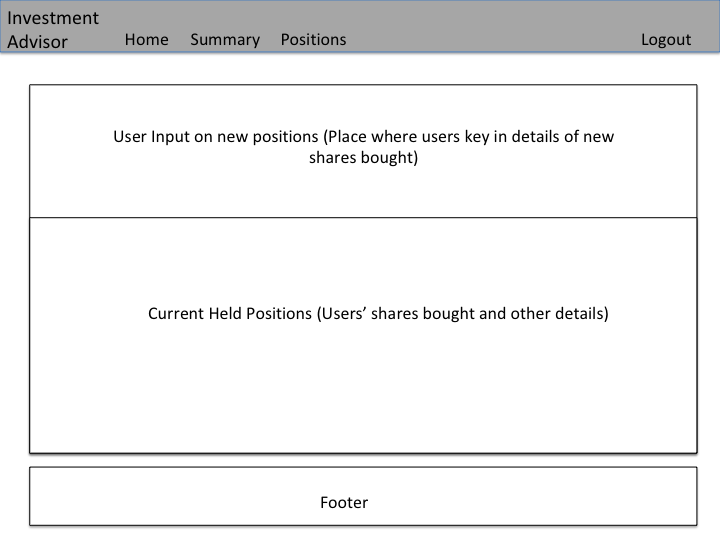 Investment
Advisor
Home Summary Positions Logout
User Input on new positions (Place where users key in details of new
shares bought)
Current Held Positions (Users’ shares bought and other details)
Footer